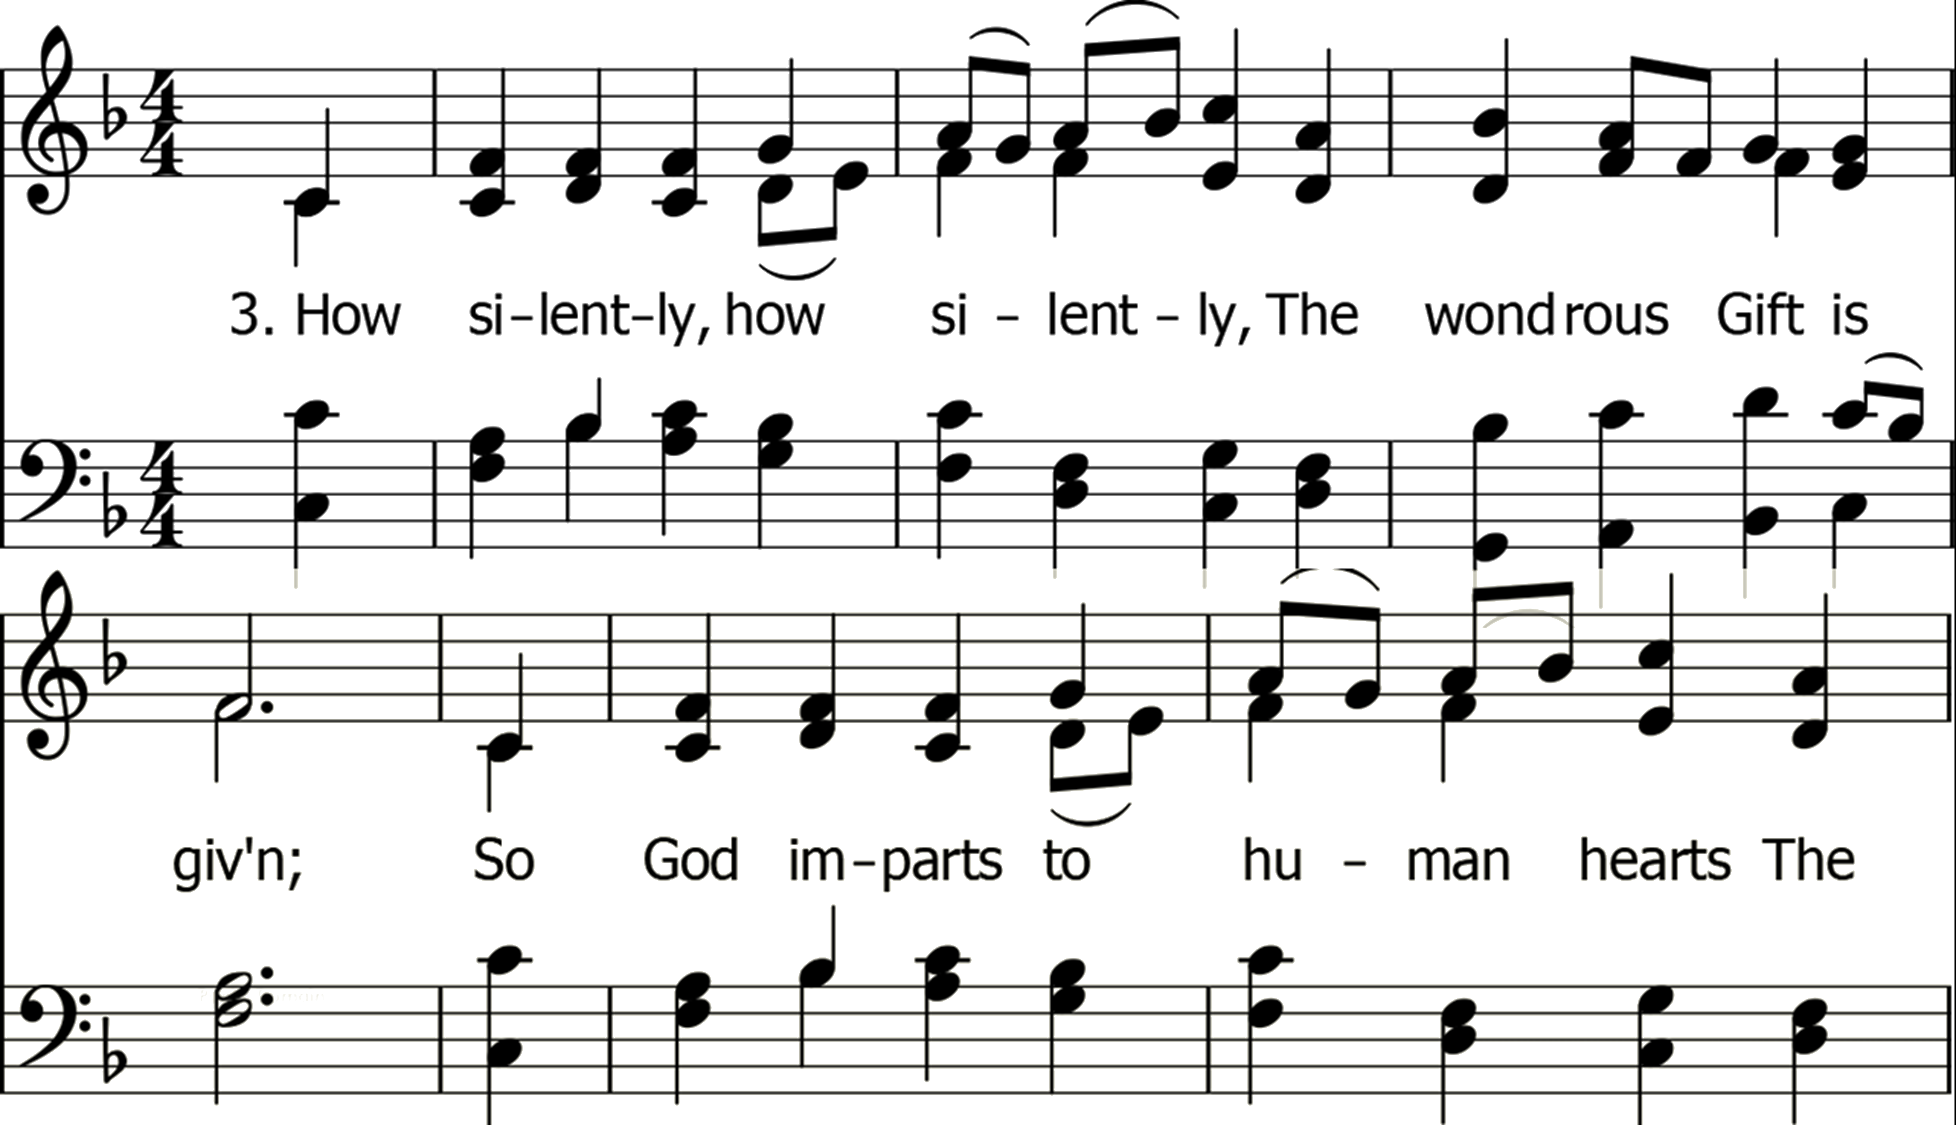 3. How si-lent-ly, how si - lent - ly, The wond rous Gift is
giv'n; So God im-parts to hu - man hearts The